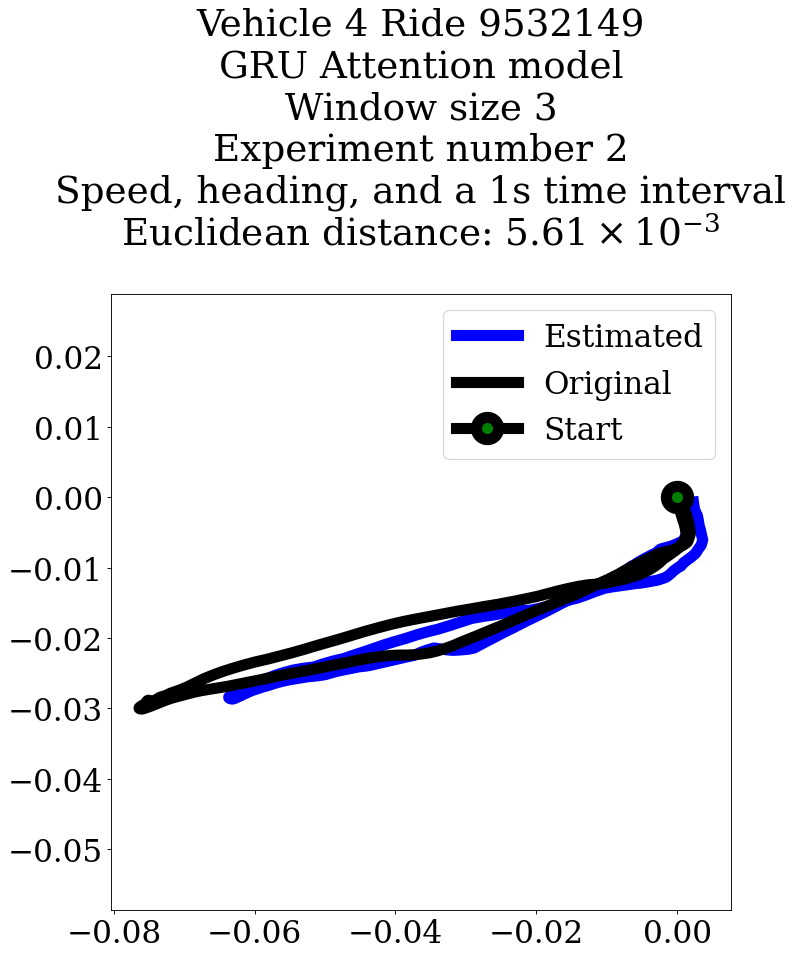 Vehicle 4 Ride 9532149
GRU Attention model
Window size 3
Experiment number 2
Speed, heading, and a 1s time interval
Euclidean distance: 5.61 × 10⁻³
Estimated
Original
Start
0.02
0.01
0.00
−0.01
−0.02
−0.03
−0.04
−0.05
−0.08 −0.06 −0.04 −0.02 0.00